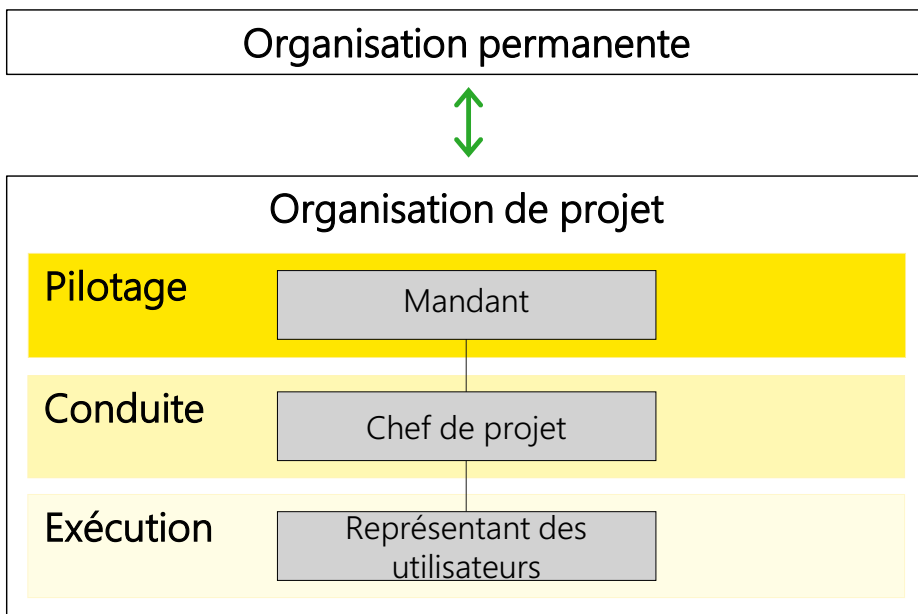 Organisation permanente
Organisation de projet
Pilotage
Mandant
Conduite
Chef de projet
Exécution
Représentant des
utilisateurs